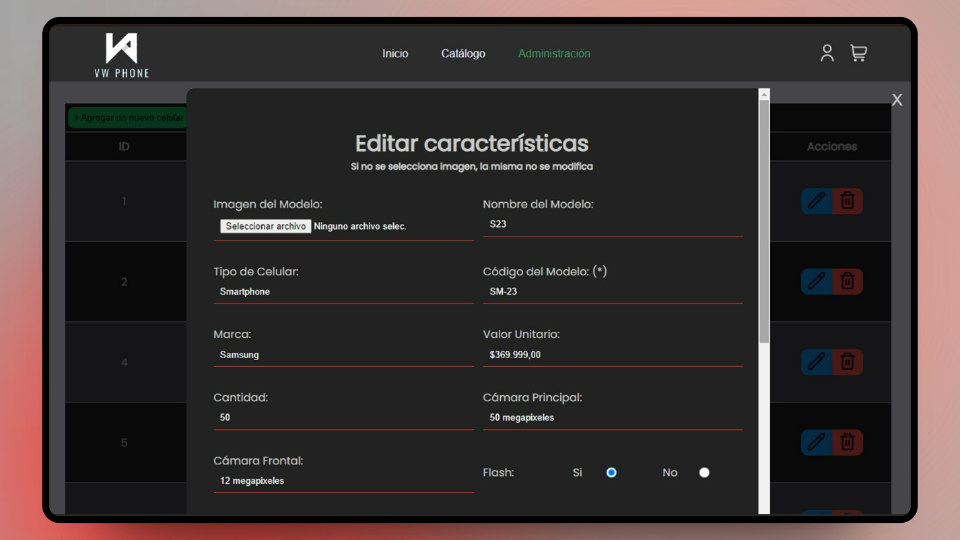 VW PHONE
Inicio
Catálogo
Administración
X
+ Agregar un nuevo celular
ID
Acciones
1
2
4
5
Editar características
Si no se selecciona imagen, la misma no se modifica
Imagen del Modelo:
Seleccionar archivo Ninguno archivo selec.
Nombre del Modelo:
S23
Tipo de Celular:
Smartphone
Código del Modelo: (*)
SM-23
Marca:
Samsung
Valor Unitario:
$369.999,00
Cantidad:
50
Cámara Principal:
50 megapixeles
Cámara Frontal:
12 megapixeles
Flash: Si No